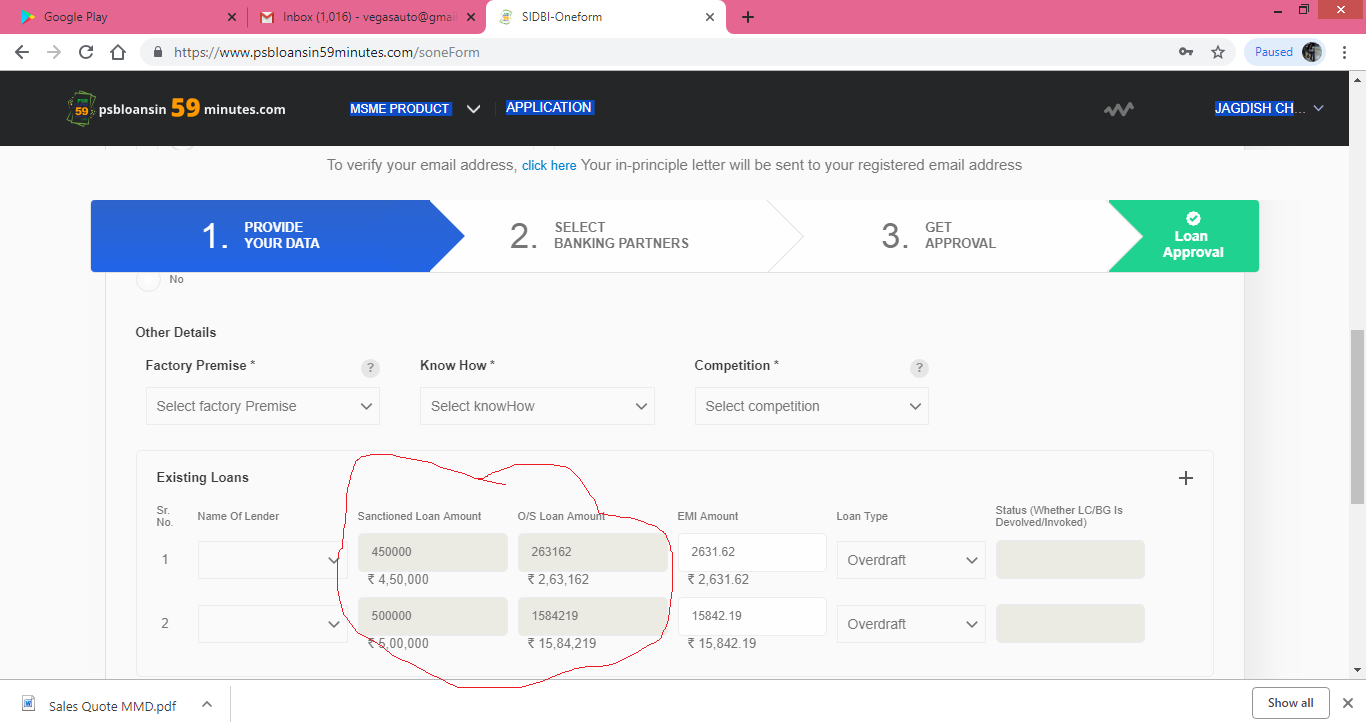 Google Play
Inbox (1,016) - vegasauto@gmail
SIDBI-Oneform
https://www.psbloansin59minutes.com/soneForm
Paused
psbloansin 59 minutes.com
MSME PRODUCT
APPLICATION
JAGDISH CH...
To verify your email address, click here Your in-principle letter will be sent to your registered email address
1. PROVIDE YOUR DATA
2. SELECT BANKING PARTNERS
3. GET APPROVAL
Loan Approval
No
Other Details
Factory Premise * ?
Know How *
Competition * ?
Select factory Premise
Select knowHow
Select competition
Existing Loans
Sr. No.
Name Of Lender
Sanctioned Loan Amount
O/S Loan Amount
EMI Amount
Loan Type
Status (Whether LC/BG Is Devolved/Invoked)
1
450000
263162
2631.62
Overdraft
₹ 4,50,000
₹ 2,63,162
₹ 2,631.62
2
500000
1584219
15842.19
Overdraft
₹ 5,00,000
₹ 15,84,219
₹ 15,842.19
Sales Quote MMD.pdf
Show all